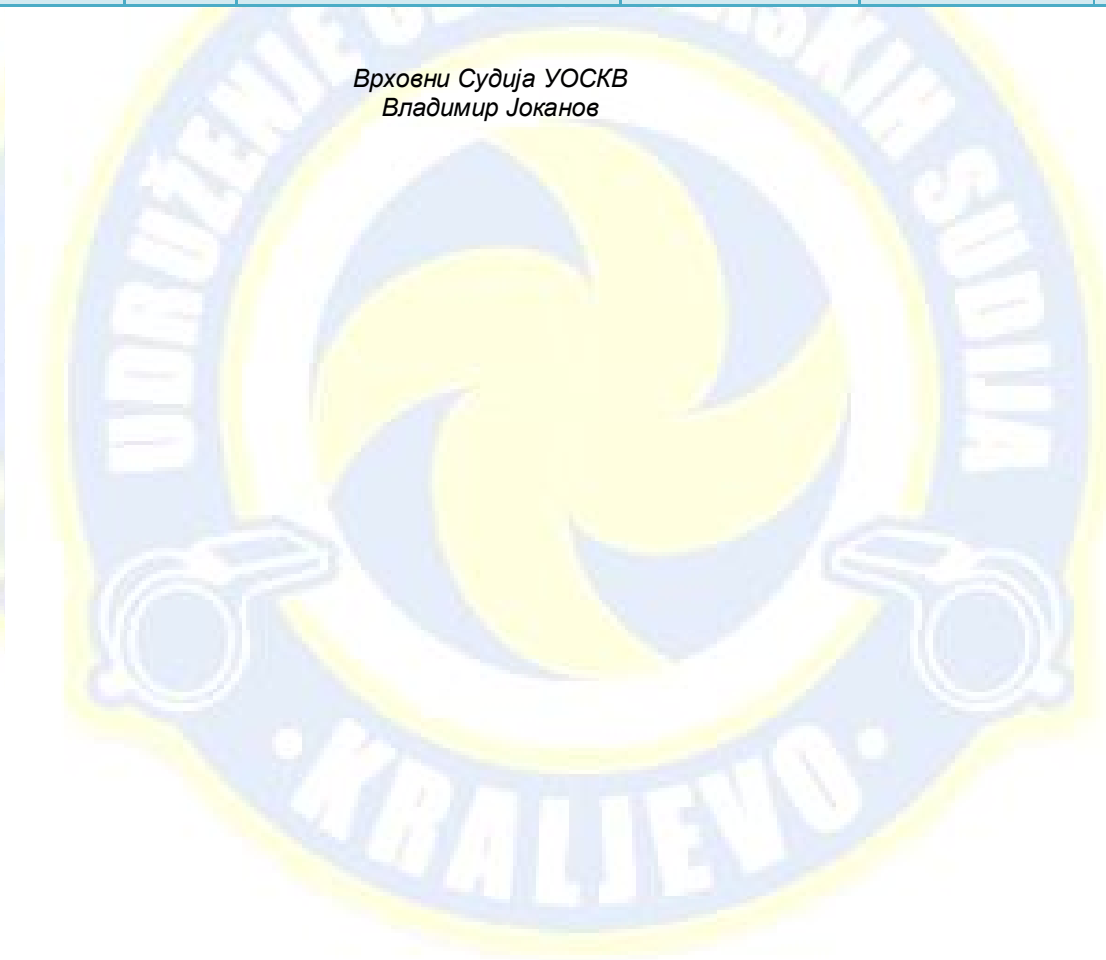 Врховни Судија УОСКВ
Владимир Јоканов
UDRUŽENJE SUDIJA
·KRALJEVO·